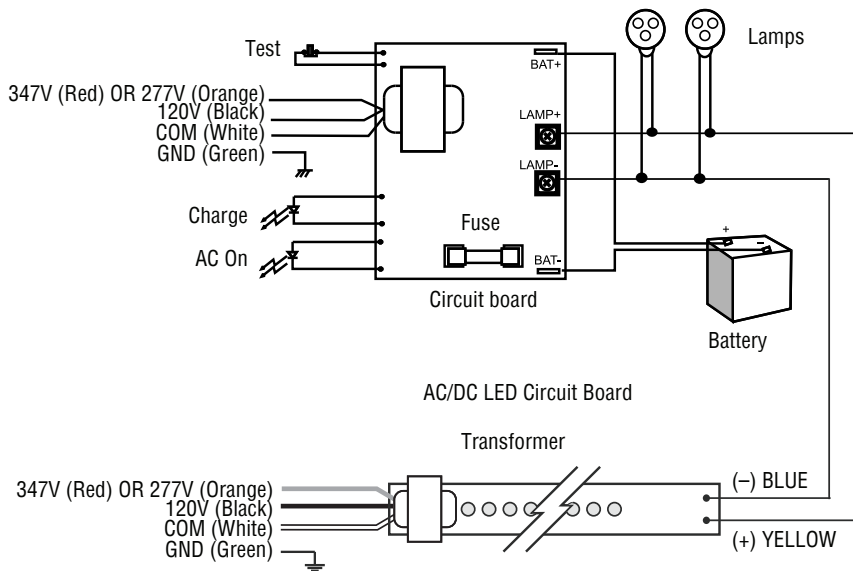 Test
Lamps
BAT+
347V (Red) OR 277V (Orange)
120V (Black)
COM (White)
GND (Green)
LAMP+
LAMP-
Charge
Fuse
+
–
AC On
BAT-
Circuit board
Battery
AC/DC LED Circuit Board
Transformer
347V (Red) OR 277V (Orange)
120V (Black)
COM (White)
GND (Green)
(–) BLUE
(+) YELLOW